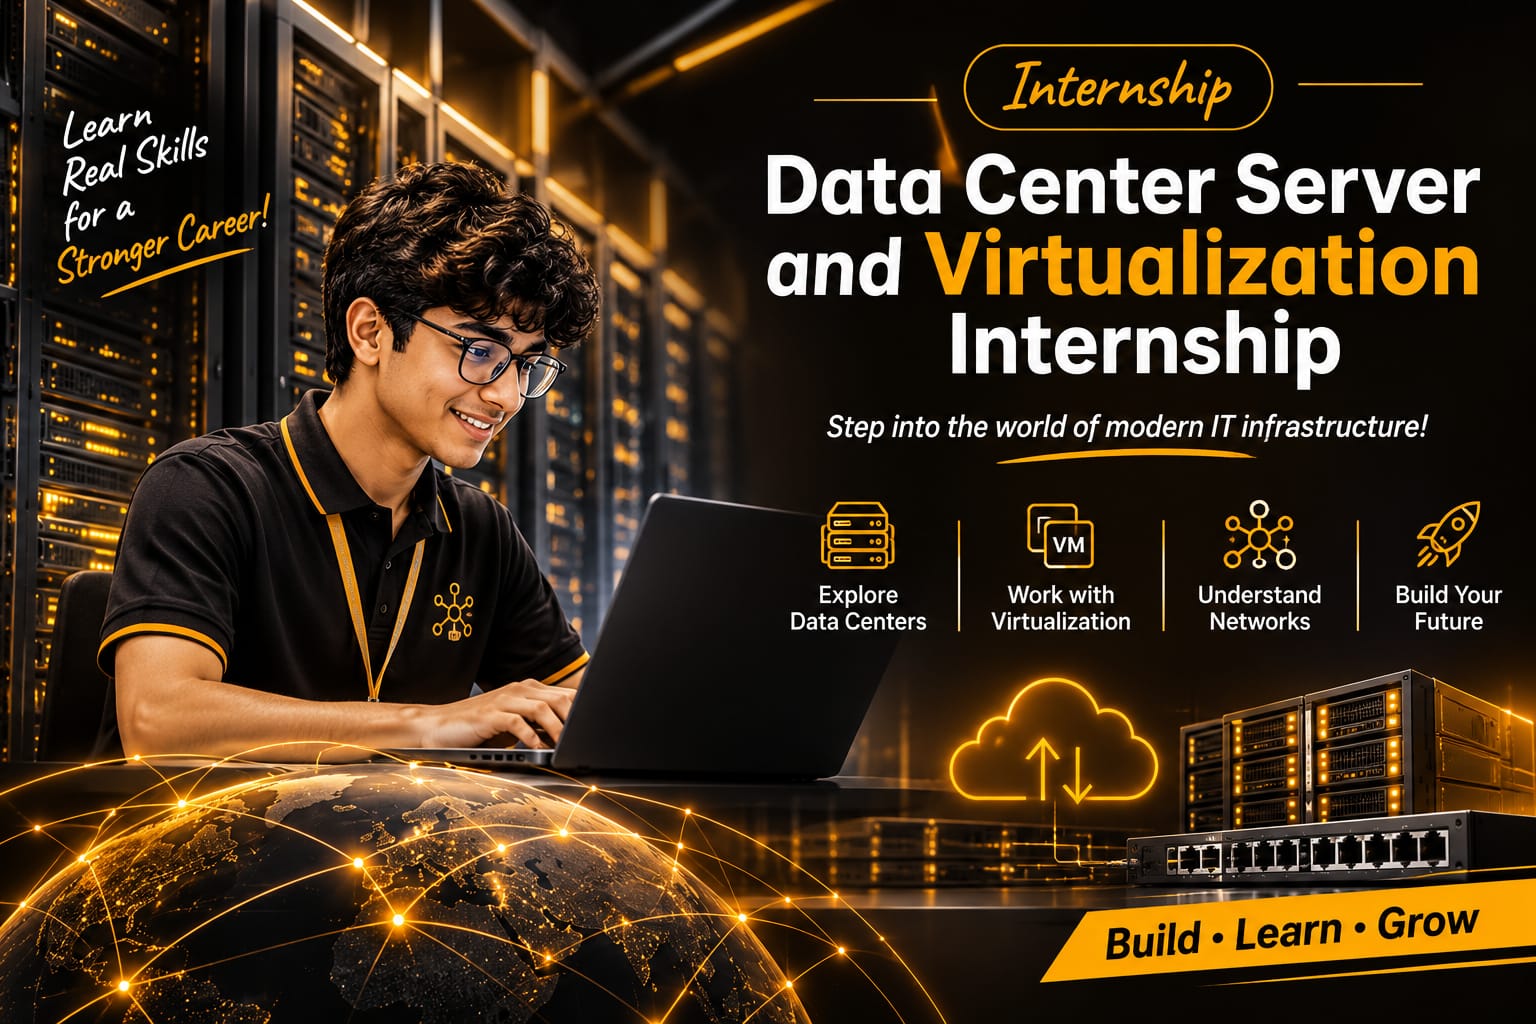 Learn
Real Skills
for a
Stronger Career!
Internship
Data Center Server
and Virtualization
Internship
Step into the world of modern IT infrastructure!
Explore
Data Centers
VM
Work with
Virtualization
Understand
Networks
Build Your
Future
Build • Learn • Grow